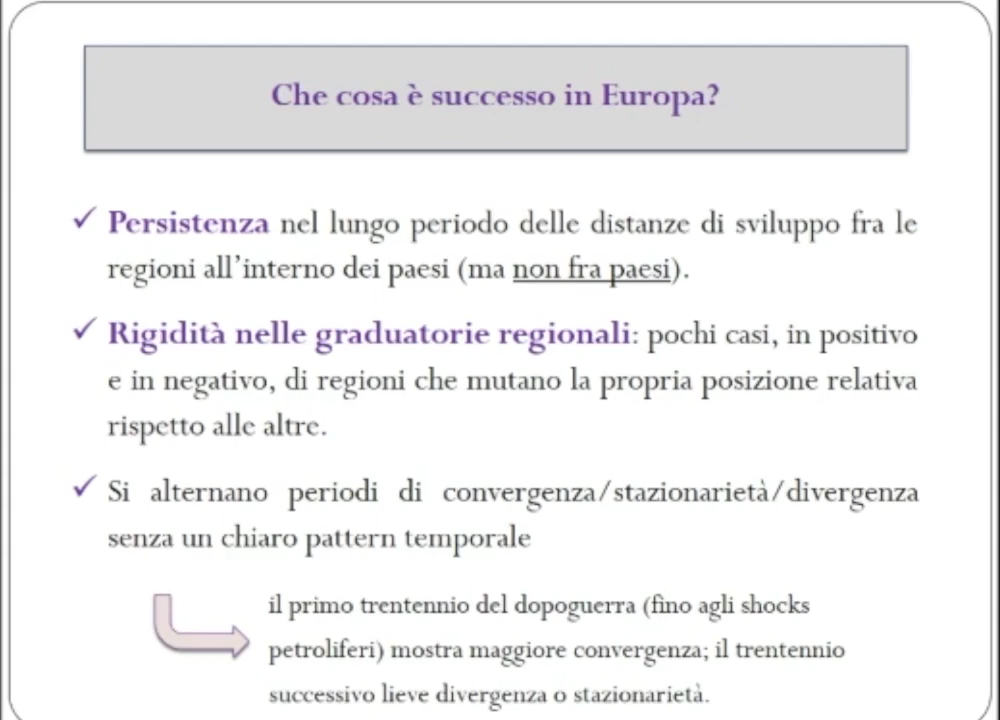 Che cosa è successo in Europa?
✓ Persistenza nel lungo periodo delle distanze di sviluppo fra le
regioni all'interno dei paesi (ma non fra paesi).
✓ Rigidità nelle graduatorie regionali: pochi casi, in positivo
e in negativo, di regioni che mutano la propria posizione relativa
rispetto alle altre.
✓ Si alternano periodi di convergenza/stazionarietà/divergenza
senza un chiaro pattern temporale
il primo trentennio del dopoguerra (fino agli shocks
petroliferi) mostra maggiore convergenza; il trentennio
successivo lieve divergenza o stazionarietà.